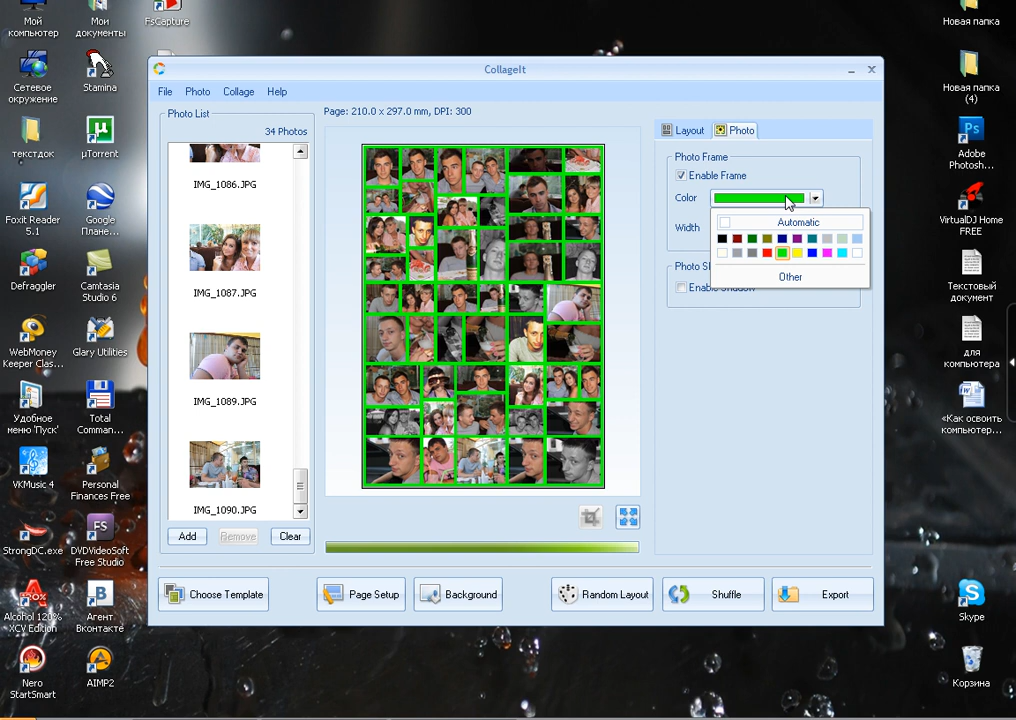 Мой
компьютер
Мои
документы
FsCapture
Сетевое
окружение
Stamina
текстдок
µTorrent
Foxit Reader
5.1
Google
Плане...
Defraggler
Camtasia
Studio 6
WebMoney
Keeper Clas...
Glary Utilities
Удобное
меню 'Пуск'
Total
Comman...
VKMusic 4
Personal
Finances Free
StrongDC.exe
DVDVideoSoft
Free Studio
Alcohol 120%
XCV Edition
Агент
Вконтакте
Nero
StartSmart
AIMP2
CollageIt
File
Photo
Collage
Help
Photo List
34 Photos
IMG_1086.JPG
IMG_1087.JPG
IMG_1089.JPG
IMG_1090.JPG
Add
Remove
Clear
Page: 210.0 x 297.0 mm, DPI: 300
Layout
Photo
Photo Frame
Enable Frame
Color
Automatic
Width
Other
Photo S
Enable Shadow
Choose Template
Page Setup
Background
Random Layout
Shuffle
Export
Новая папка
Новая папка
(4)
Adobe
Photosh...
VirtualDJ Home
FREE
Текстовый
документ
для
компьютера
«Как освоить
компьютер...
Skype
Корзина